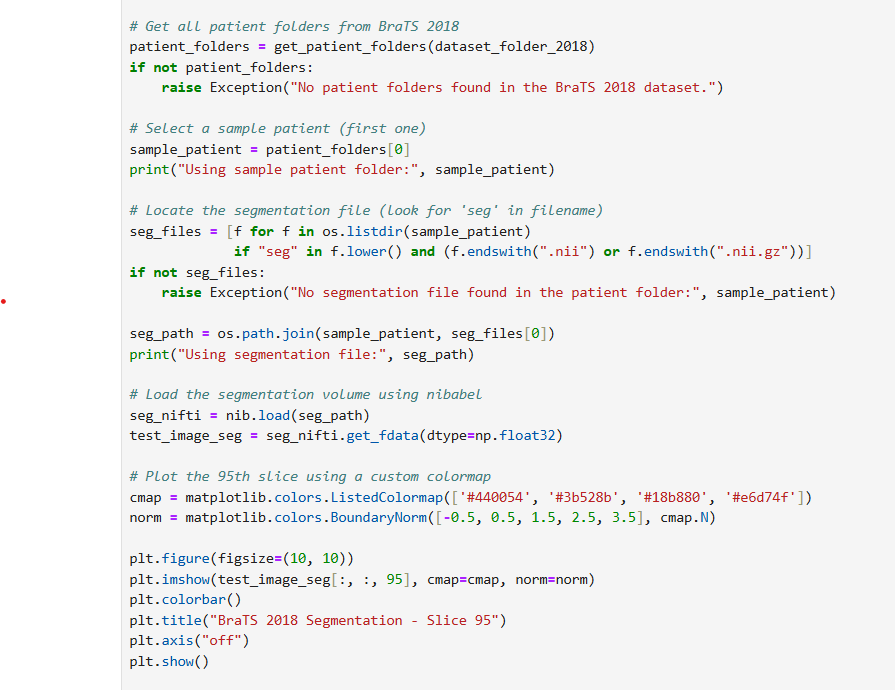 # Get all patient folders from BraTS 2018
patient_folders = get_patient_folders(dataset_folder_2018)
if not patient_folders:
    raise Exception("No patient folders found in the BraTS 2018 dataset.")

# Select a sample patient (first one)
sample_patient = patient_folders[0]
print("Using sample patient folder:", sample_patient)

# Locate the segmentation file (look for 'seg' in filename)
seg_files = [f for f in os.listdir(sample_patient)
             if "seg" in f.lower() and (f.endswith(".nii") or f.endswith(".nii.gz"))]
if not seg_files:
    raise Exception("No segmentation file found in the patient folder:", sample_patient)

seg_path = os.path.join(sample_patient, seg_files[0])
print("Using segmentation file:", seg_path)

# Load the segmentation volume using nibabel
seg_nifti = nib.load(seg_path)
test_image_seg = seg_nifti.get_fdata(dtype=np.float32)

# Plot the 95th slice using a custom colormap
cmap = matplotlib.colors.ListedColormap(['#440054', '#3b528b', '#18b880', '#e6d74f'])
norm = matplotlib.colors.BoundaryNorm([-0.5, 0.5, 1.5, 2.5, 3.5], cmap.N)

plt.figure(figsize=(10, 10))
plt.imshow(test_image_seg[:, :, 95], cmap=cmap, norm=norm)
plt.colorbar()
plt.title("BraTS 2018 Segmentation - Slice 95")
plt.axis("off")
plt.show()